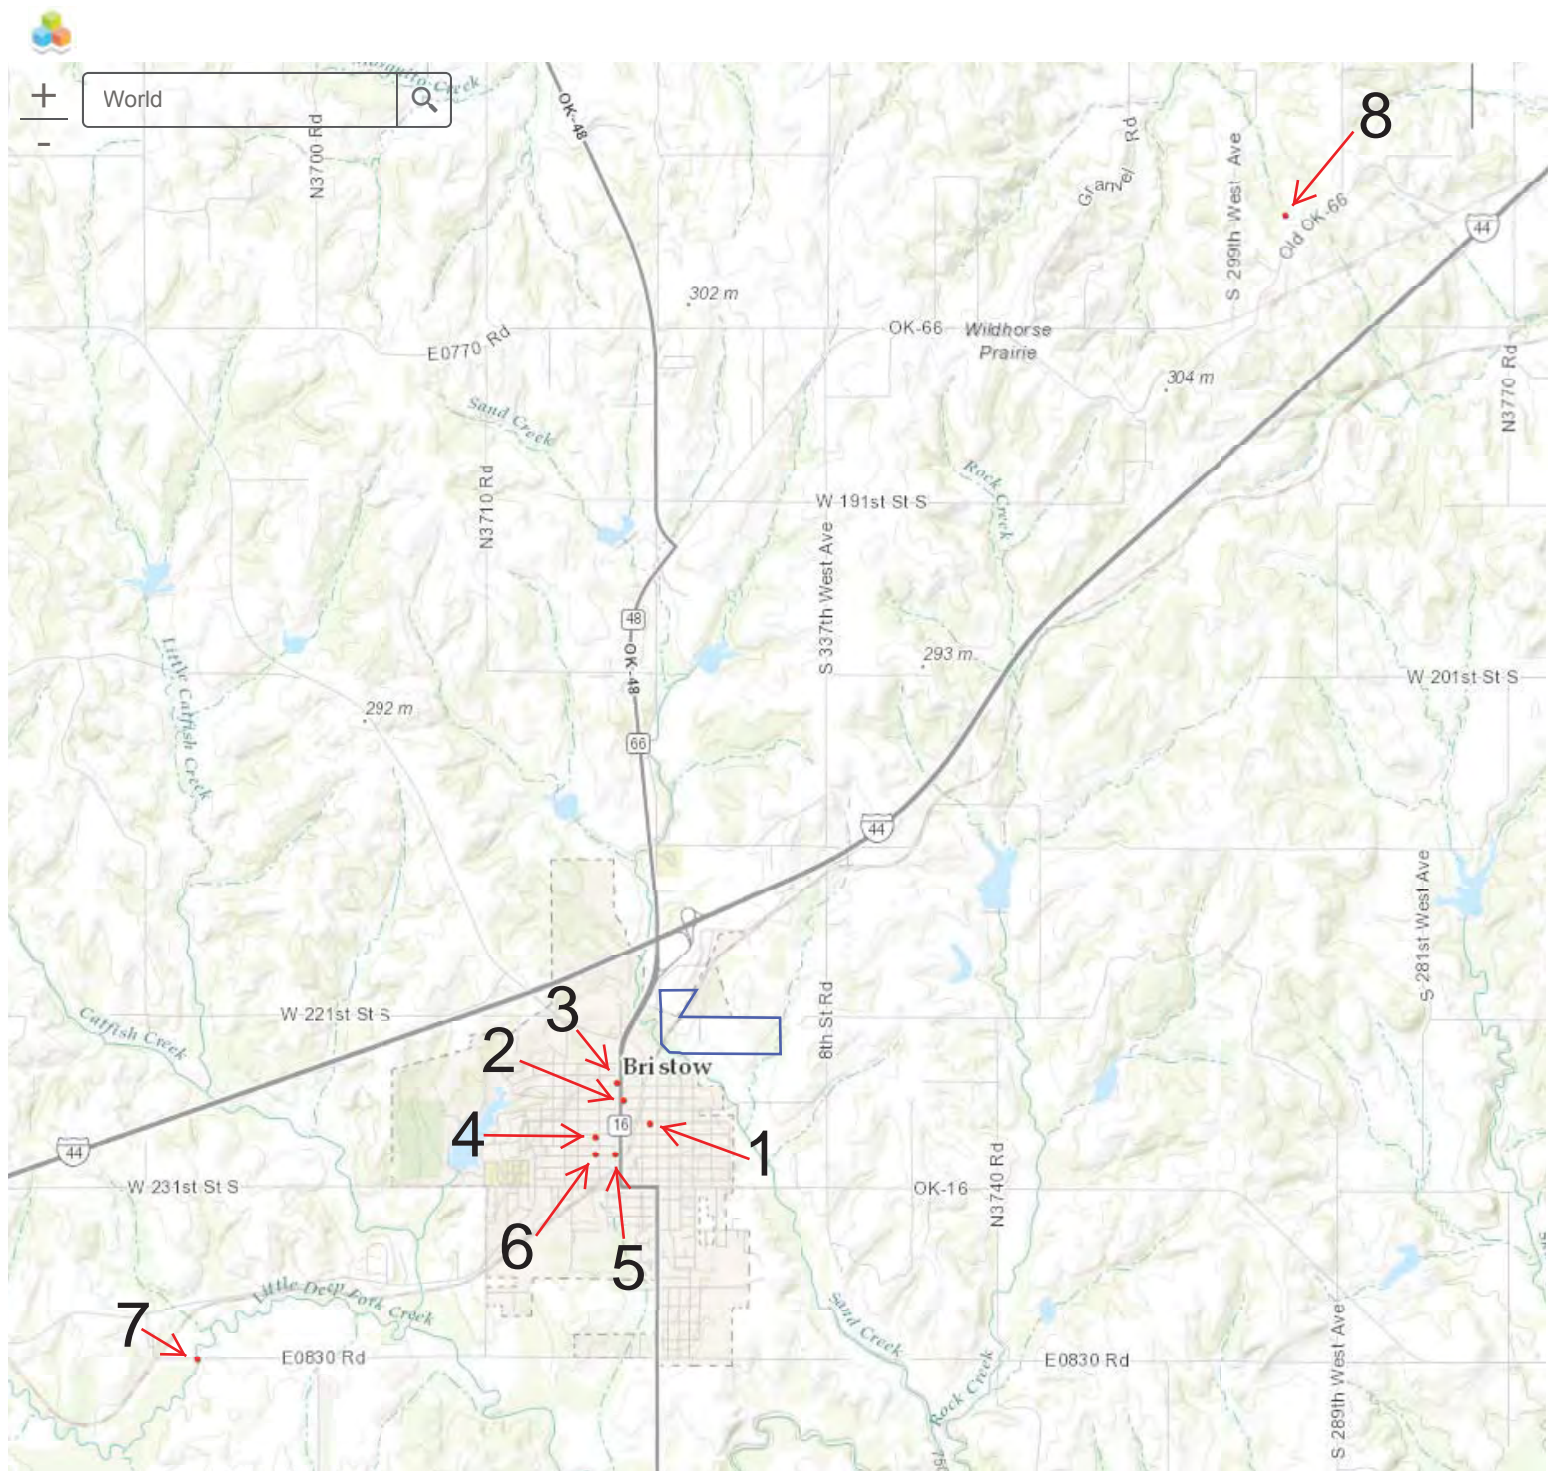 Mosquito Creek
+
World
-
OK-48
8
N3700 Rd
Gravel Rd
S 299th West Ave
Old OK-66
44
302 m
OK-66
Wildhorse
Prairie
E0770 Rd
304 m
N3770 Rd
Sand Creek
Rock Creek
N3710 Rd
W 191st St S
S 337th West Ave
48
OK-48
293 m
W 201st St S
Little Catfish Creek
292 m
66
44
S 281st West Ave
3
W 221st St S
8th St Rd
Catfish Creek
2
Bristow
4
16
1
44
W 231st St S
OK-16
N3740 Rd
6
5
Little Deep Fork Creek
7
Sand Creek
E0830 Rd
E0830 Rd
Rock Creek
S 289th West Ave